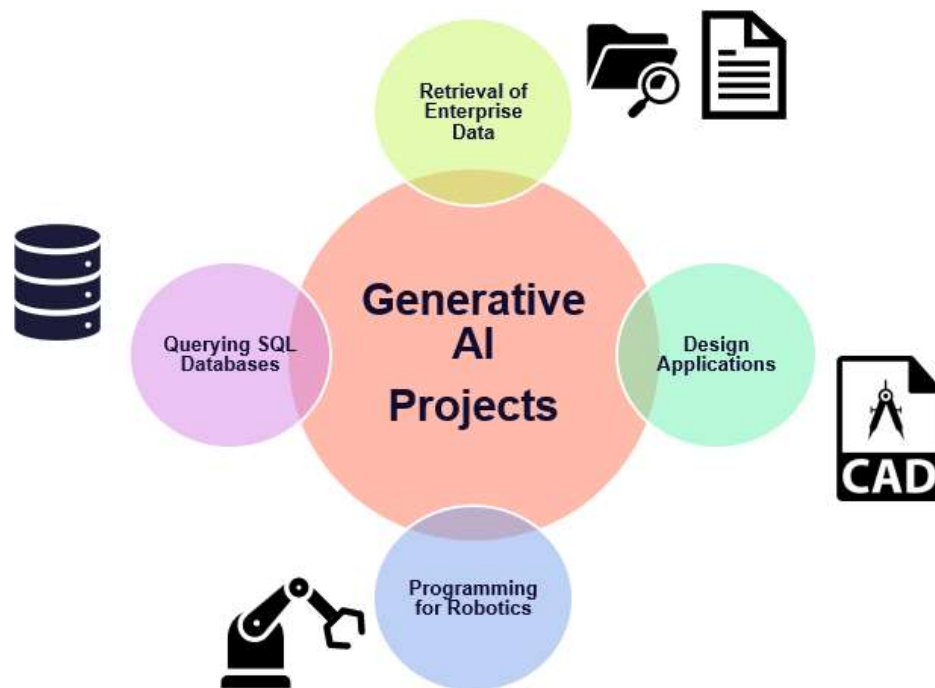 Retrieval of
Enterprise
Data
Generative
AI
Projects
Querying SQL
Databases
Design
Applications
CAD
Programming
for Robotics